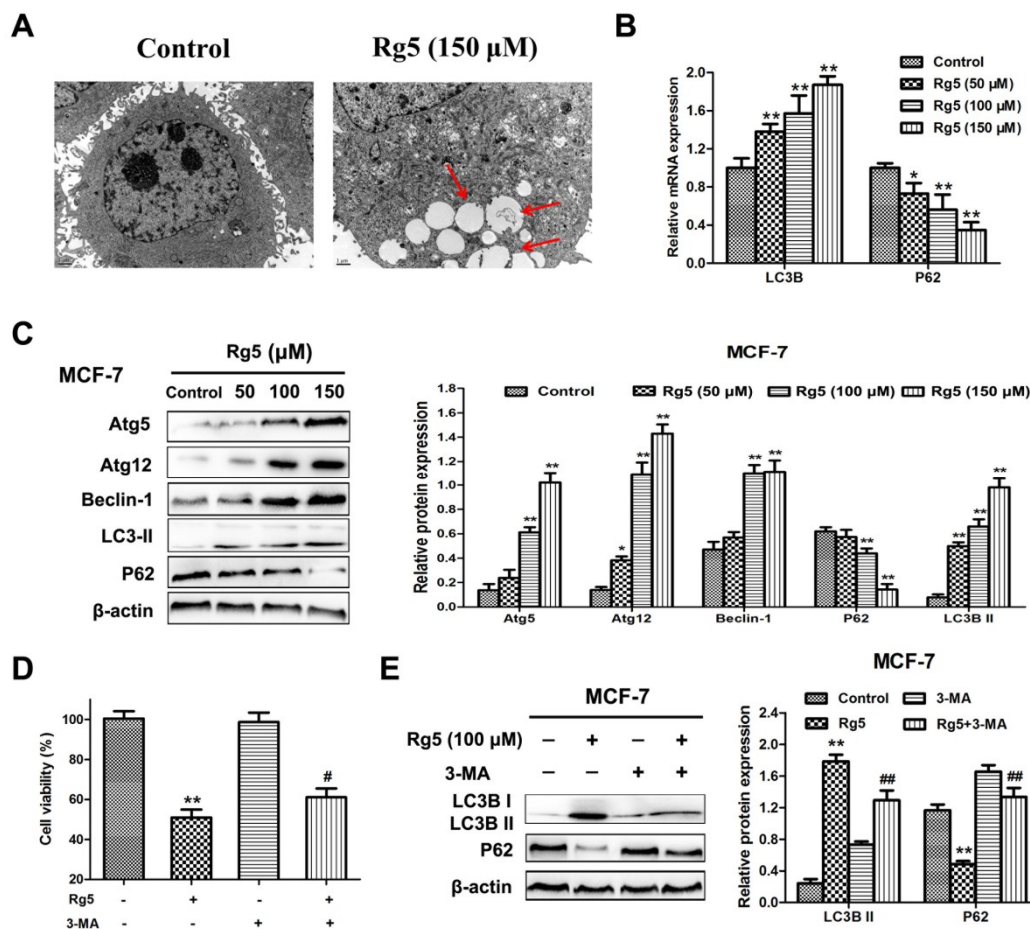 A
Control
Rg5 (150 µM)
1 µm
B
Relative mRNA expression
2.0
1.6
1.2
0.8
0.4
0.0
Control
Rg5 (50 µM)
Rg5 (100 µM)
Rg5 (150 µM)
** ** **
* ** **
LC3B P62
C
MCF-7
Rg5 (µM)
Control 50 100 150
Atg5
Atg12
Beclin-1
LC3-II
P62
β-actin
MCF-7
Control Rg5 (50 µM) Rg5 (100 µM) Rg5 (150 µM)
Relative protein expression
1.8
1.6
1.4
1.2
1.0
0.8
0.6
0.4
0.2
0.0
** **
* ** **
** **
** **
** ** **
Atg5 Atg12 Beclin-1 P62 LC3B II
D
Cell viability (%)
100
80
60
40
20
**
#
Rg5 - + - +
3-MA - - + +
E
MCF-7
Rg5 (100 µM) – + – +
3-MA – – + +
LC3B I
LC3B II
P62
β-actin
MCF-7
Control 3-MA
Rg5 Rg5+3-MA
Relative protein expression
2.4
1.8
1.2
0.8
0.4
0.0
** ##
** ##
LC3B II P62